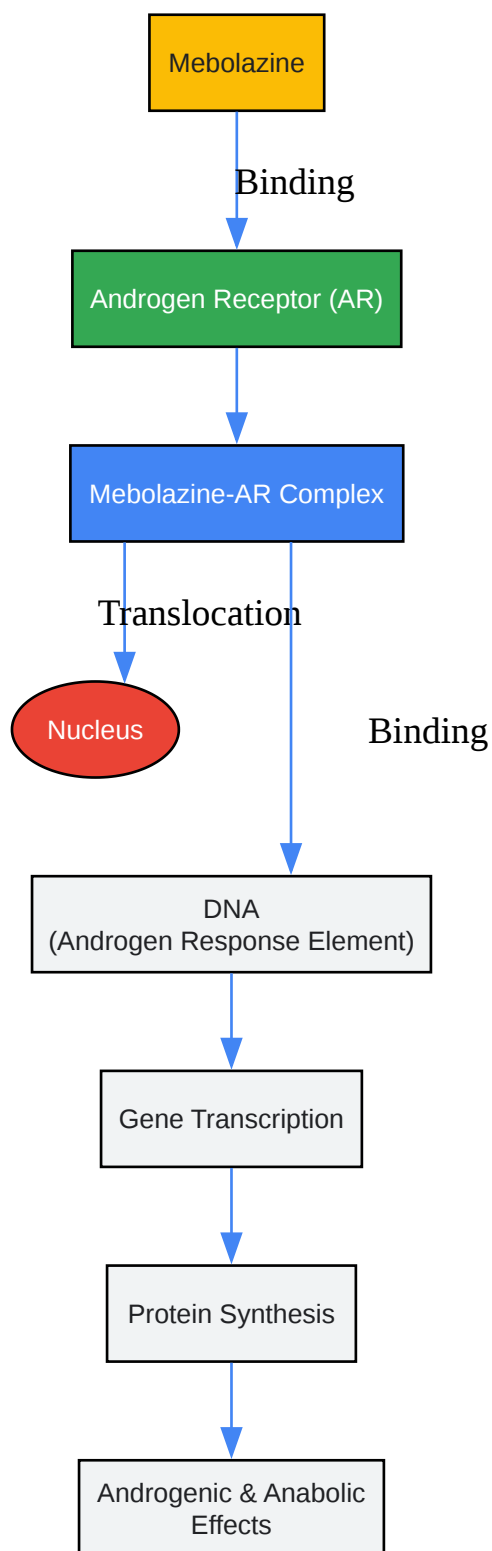 Mebolazine
Binding
Androgen Receptor (AR)
Mebolazine-AR Complex
Translocation
Nucleus
Binding
DNA
(Androgen Response Element)
Gene Transcription
Protein Synthesis
Androgenic & Anabolic
Effects